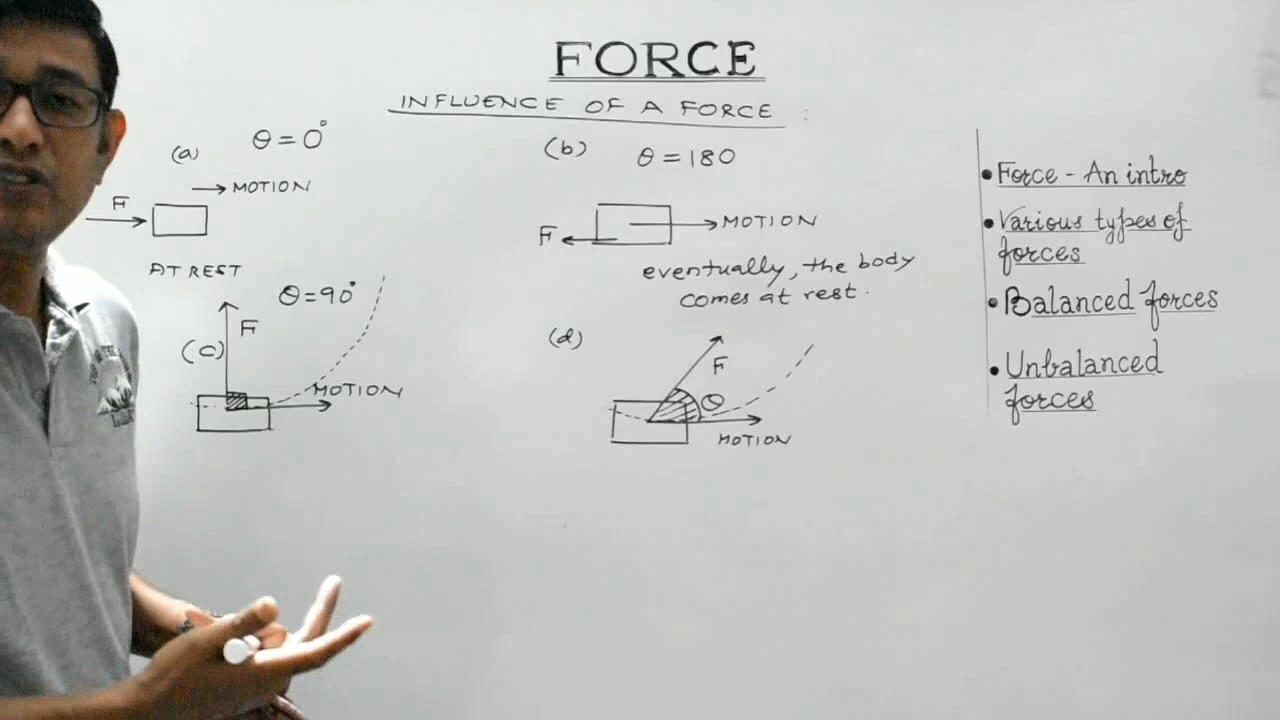 FORCE
INFLUENCE OF A FORCE :
(a) θ = 0°
→ MOTION
F
AT REST
(b) θ = 180
MOTION
F
eventually, the body
comes at rest.
(c) θ = 90°
F
MOTION
(d)
F
θ
MOTION
• Force - An intro
• Various types of
forces
• Balanced forces
• Unbalanced
forces